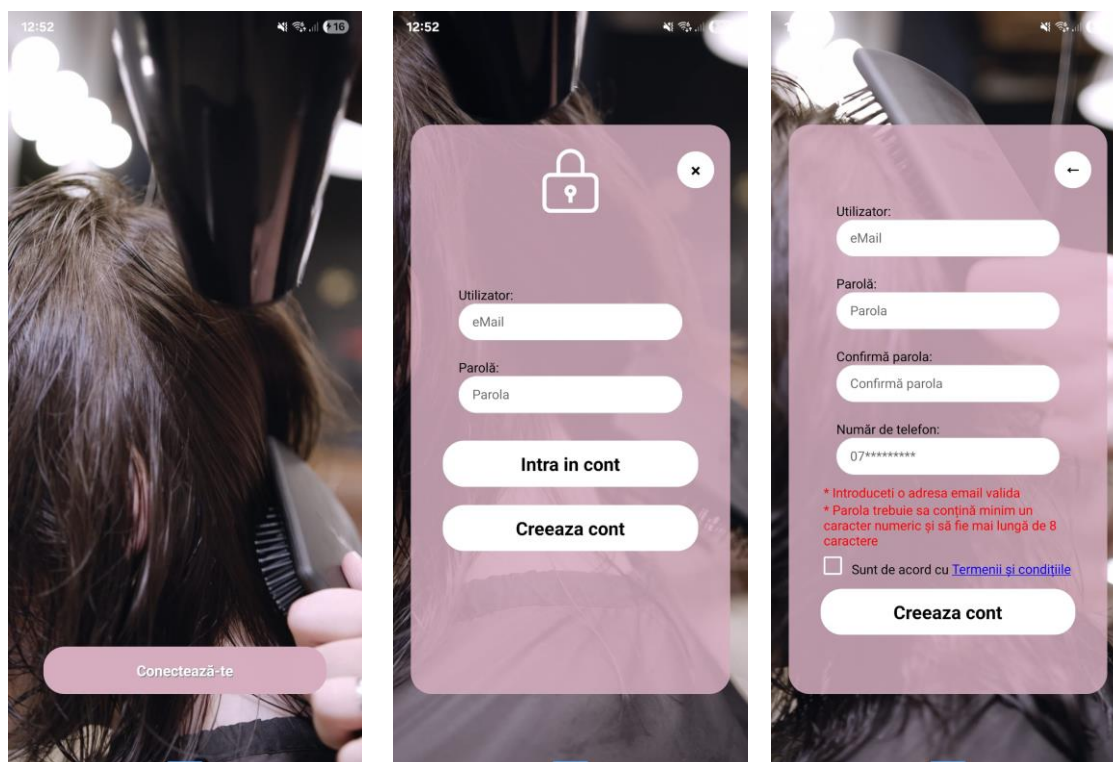 12:52
16
Conectează-te
12:52
×
Utilizator:
eMail
Parolă:
Parola
Intra in cont
Creeaza cont
←
Utilizator:
eMail
Parolă:
Parola
Confirmă parola:
Confirmă parola
Număr de telefon:
07*********
* Introduceti o adresa email valida
* Parola trebuie sa conțină minim un
caracter numeric și să fie mai lungă de 8
caractere
Sunt de acord cu Termenii și condițiile
Creeaza cont